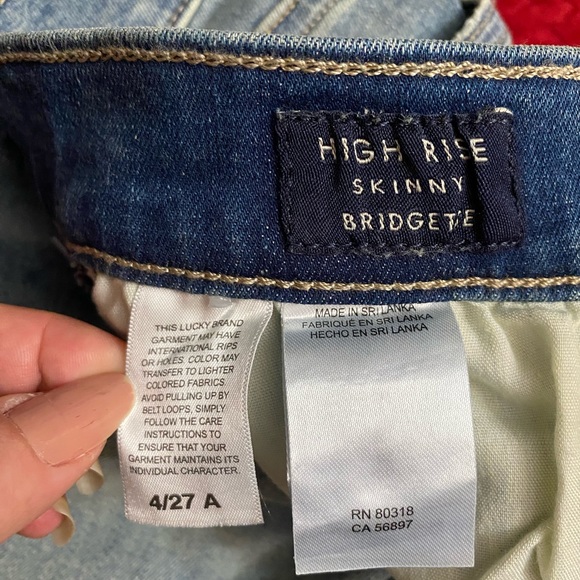 HIGH RISE
SKINNY
BRIDGETTE
THIS LUCKY BRAND
GARMENT MAY HAVE
INTERNATIONAL RIPS
OR HOLES. COLOR MAY
TRANSFER TO LIGHTER
COLORED FABRICS.
AVOID PULLING UP BY
BELT LOOPS, SIMPLY
FOLLOW THE CARE
INSTRUCTIONS TO
ENSURE THAT YOUR
GARMENT MAINTAINS ITS
INDIVIDUAL CHARACTER.
4/27 A
MADE IN SRI LANKA
FABRIQUÉ EN SRI LANKA
HECHO EN SRI LANKA
RN 80318
CA 56897